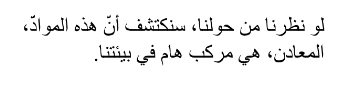 لو نظرنا من حولنا، سنكتشف أنّ هذه الموادّ،
المعادن، هي مركب هام في بيئتنا.